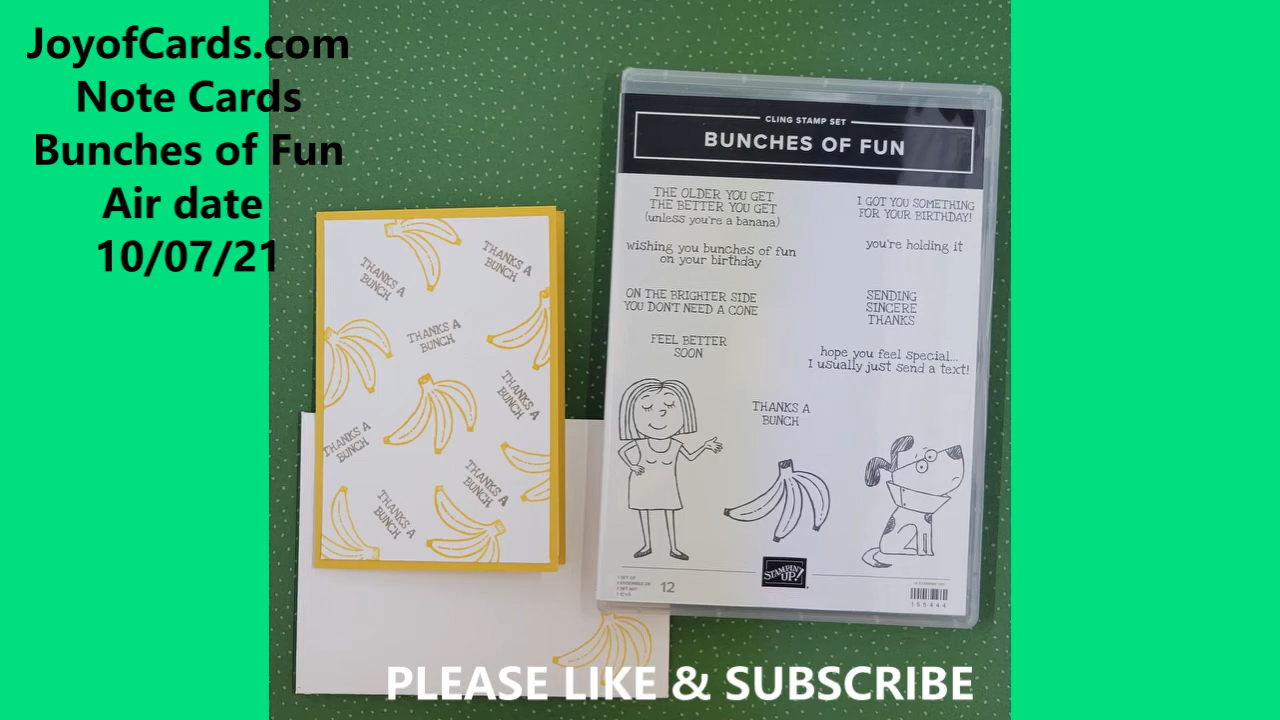 JoyofCards.com
Note Cards
Bunches of Fun
Air date
10/07/21
CLING STAMP SET
BUNCHES OF FUN
THE OLDER YOU GET
THE BETTER YOU GET
(unless you're a banana)
I GOT YOU SOMETHING
FOR YOUR BIRTHDAY!
wishing you bunches of fun
on your birthday
you're holding it
ON THE BRIGHTER SIDE
YOU DON'T NEED A CONE
SENDING
SINCERE
THANKS
FEEL BETTER
SOON
hope you feel special...
I usually just send a text!
THANKS A
BUNCH
STAMPIN' UP!
12
THANKS A
BUNCH
THANKS A
BUNCH
THANKS A
BUNCH
THANKS A
BUNCH
THANKS A
BUNCH
THANKS A
BUNCH
THANKS A
BUNCH
PLEASE LIKE & SUBSCRIBE